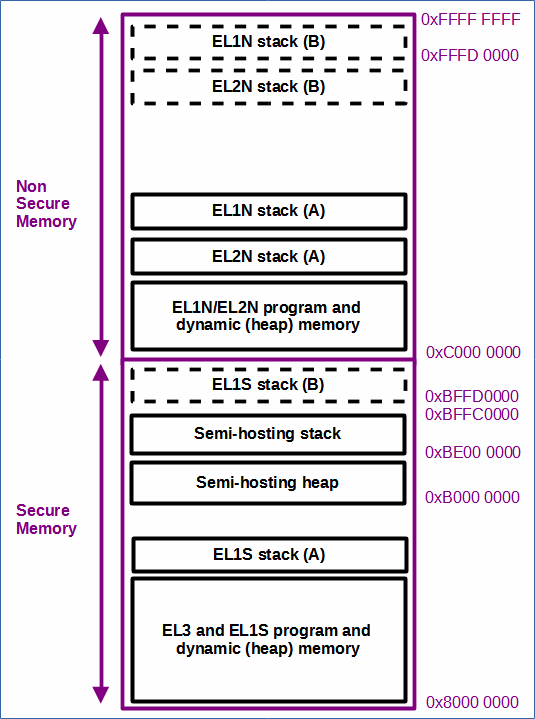 0xFFFF FFFF
EL1N stack (B)
0xFFFD 0000
EL2N stack (B)
Non
Secure
Memory
EL1N stack (A)
EL2N stack (A)
EL1N/EL2N program and
dynamic (heap) memory
0xC000 0000
EL1S stack (B)
0xBFFD0000
0xBFFC0000
Semi-hosting stack
0xBE00 0000
Semi-hosting heap
0xB000 0000
Secure
Memory
EL1S stack (A)
EL3 and EL1S program and
dynamic (heap) memory
0x8000 0000